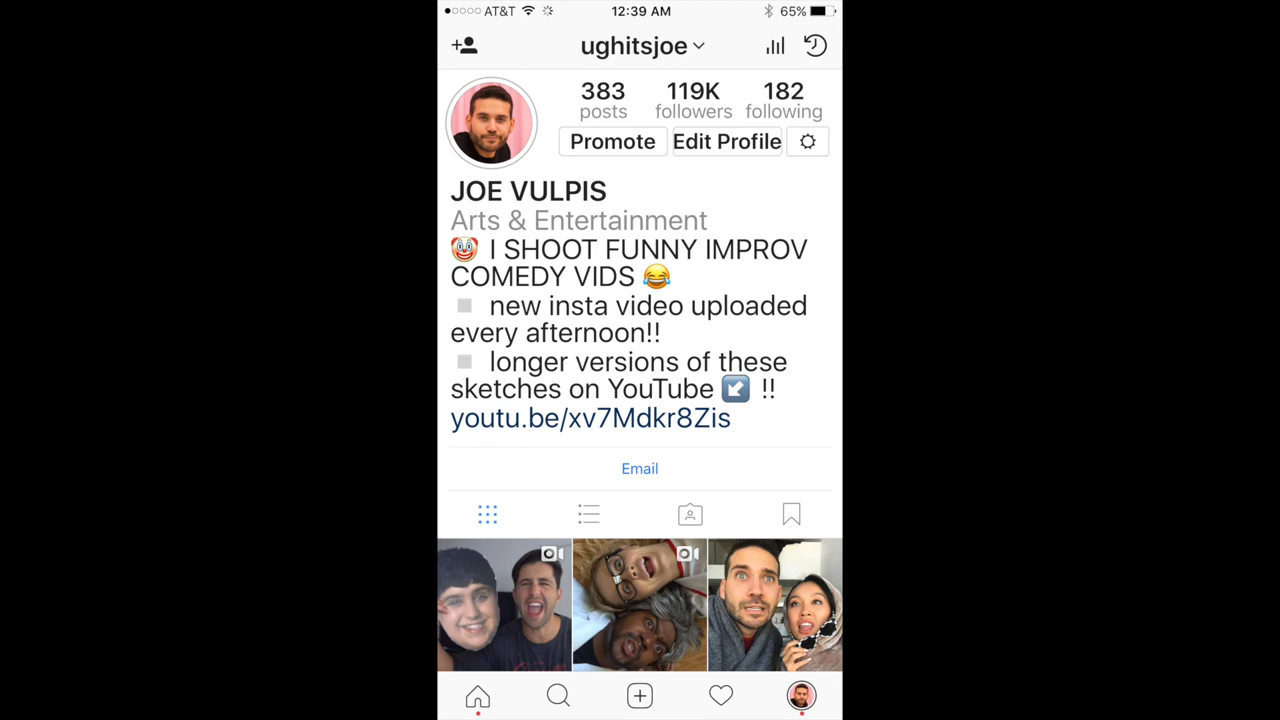 AT&T 12:39 AM 65%
ughitsjoe
383 119K 182
posts followers following
Promote Edit Profile
JOE VULPIS
Arts & Entertainment
🤡 I SHOOT FUNNY IMPROV
COMEDY VIDS 😂
◽ new insta video uploaded
every afternoon!!
◽ longer versions of these
sketches on YouTube ↙️ !!
youtu.be/xv7Mdkr8Zis
Email